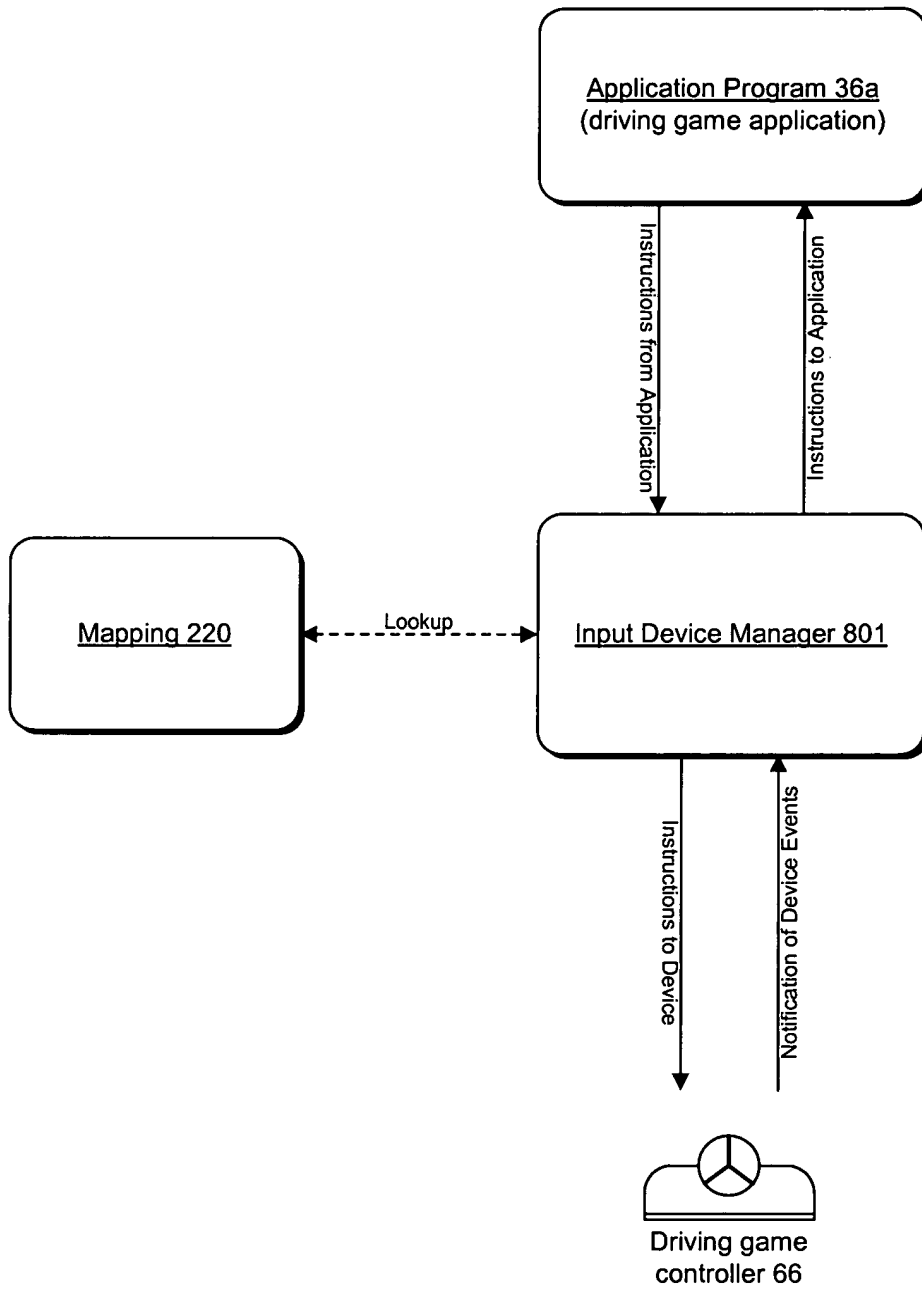 Application Program 36a
(driving game application)
Instructions from Application
Instructions to Application
Mapping 220
Lookup
Input Device Manager 801
Instructions to Device
Notification of Device Events
Driving game
controller 66